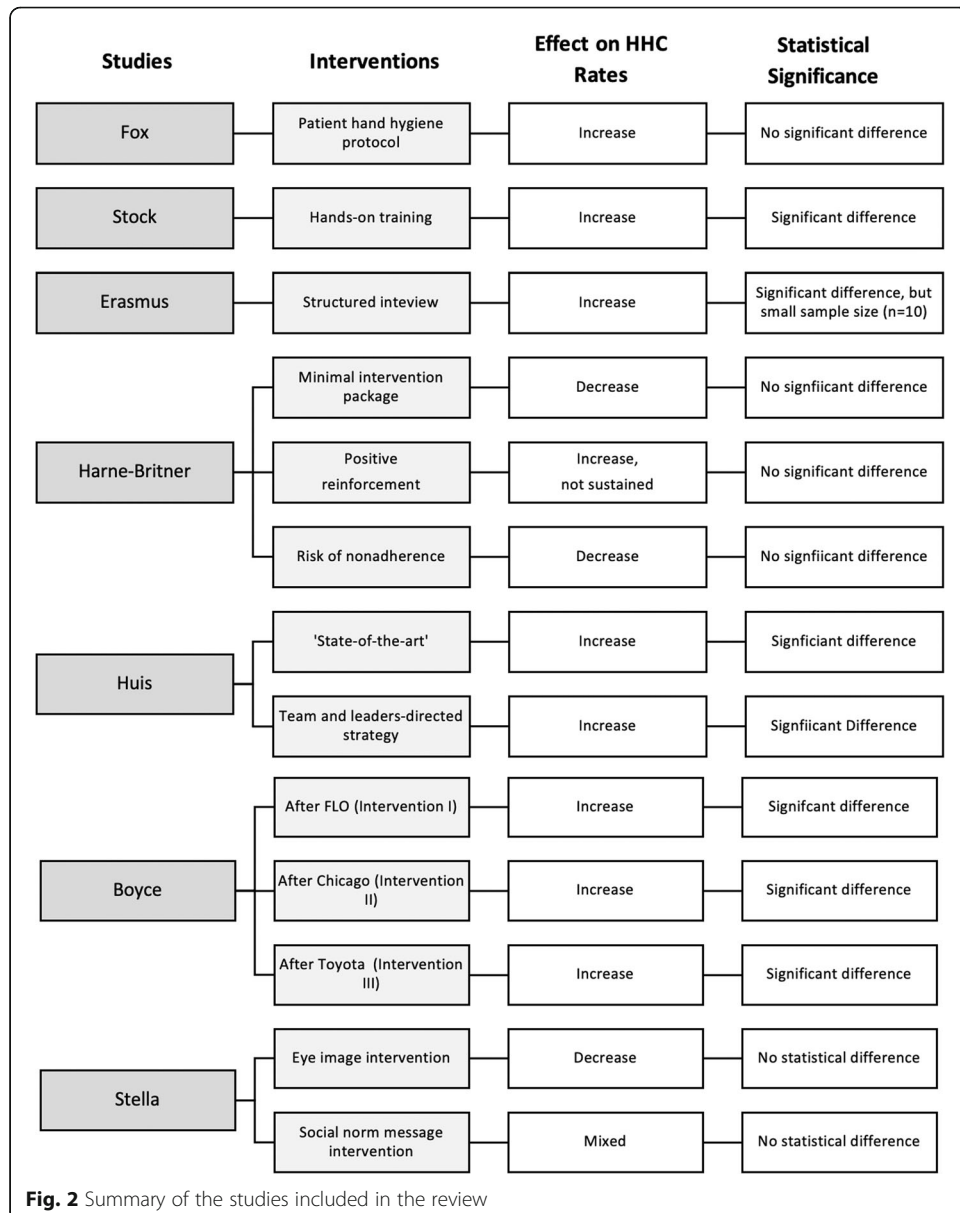 Studies
Interventions
Effect on HHC
Rates
Statistical
Significance
Fox
Patient hand hygiene
protocol
Increase
No significant difference
Stock
Hands-on training
Increase
Significant difference
Erasmus
Structured inteview
Increase
Significant difference, but
small sample size (n=10)
Harne-Britner
Minimal intervention
package
Decrease
No signfiicant difference
Positive
reinforcement
Increase,
not sustained
No significant difference
Risk of nonadherence
Decrease
No signfiicant difference
Huis
'State-of-the-art'
Increase
Signficiant difference
Team and leaders-directed
strategy
Increase
Signfiicant Difference
Boyce
After FLO (Intervention I)
Increase
Signifcant difference
After Chicago (Intervention
II)
Increase
Significant difference
After Toyota (Intervention
III)
Increase
Significant difference
Stella
Eye image intervention
Decrease
No statistical difference
Social norm message
intervention
Mixed
No statistical difference
Fig. 2 Summary of the studies included in the review